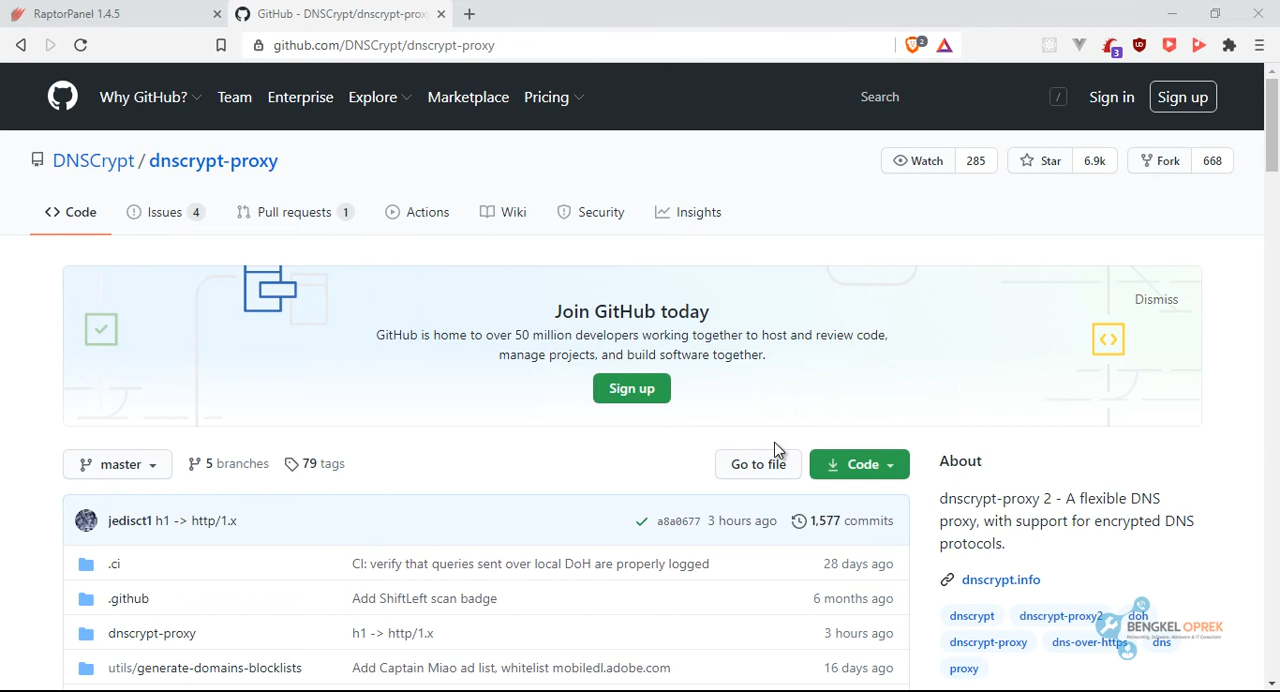 RaptorPanel 1.4.5
GitHub - DNSCrypt/dnscrypt-proxy
github.com/DNSCrypt/dnscrypt-proxy
2
3
Why GitHub?
Team
Enterprise
Explore
Marketplace
Pricing
Search
/
Sign in
Sign up
DNSCrypt / dnscrypt-proxy
Watch 285
Star 6.9k
Fork 668
Code
Issues 4
Pull requests 1
Actions
Wiki
Security
Insights
Join GitHub today
Dismiss
GitHub is home to over 50 million developers working together to host and review code,
manage projects, and build software together.
Sign up
master
5 branches
79 tags
Go to file
Code
About
dnscrypt-proxy 2 - A flexible DNS
proxy, with support for encrypted DNS
protocols.
jedisct1 h1 -> http/1.x
a8a0677 3 hours ago
1,577 commits
.ci
CI: verify that queries sent over local DoH are properly logged
28 days ago
dnscrypt.info
.github
Add ShiftLeft scan badge
6 months ago
dnscrypt dnscrypt-proxy2 doh
dnscrypt-proxy
h1 -> http/1.x
3 hours ago
BENGKEL OPREK
dnscrypt-proxy dns-over-https dns
utils/generate-domains-blocklists
Add Captain Miao ad list, whitelist mobiledl.adobe.com
16 days ago
proxy